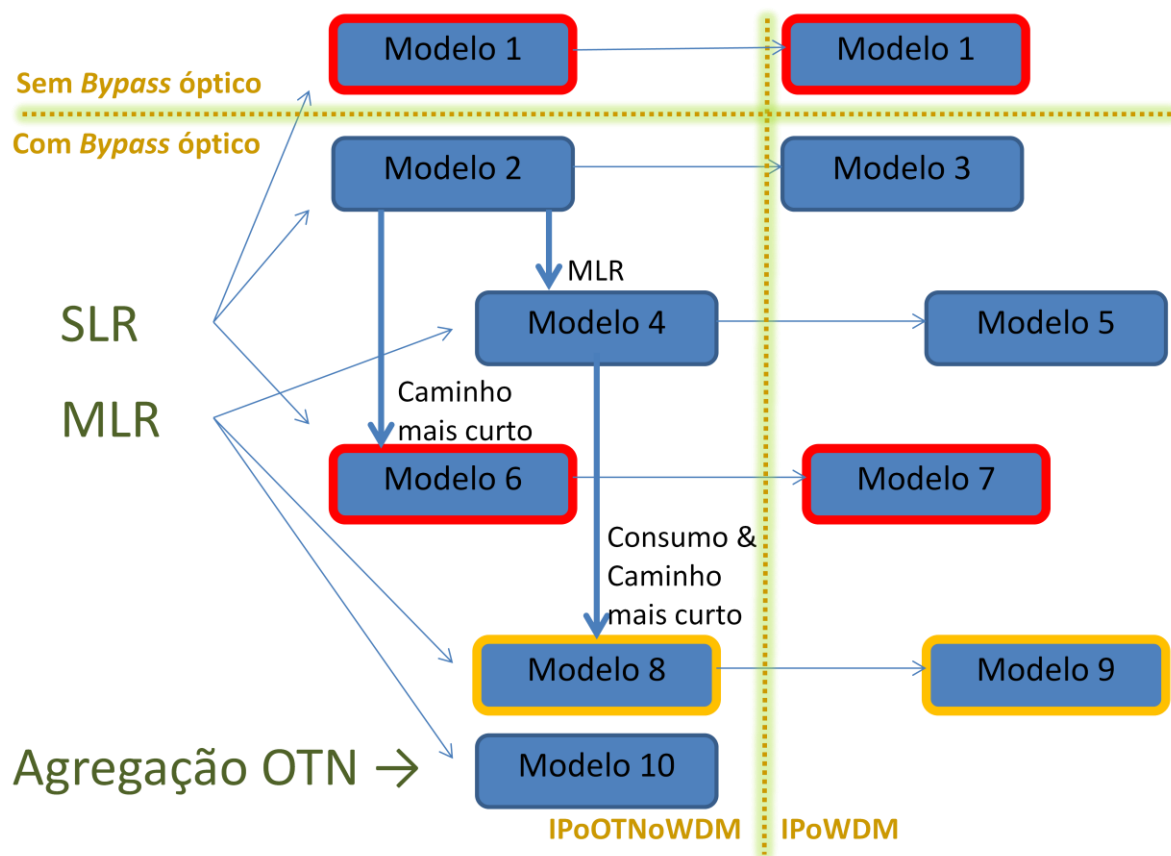 Modelo 1
Modelo 1
Sem Bypass óptico
Com Bypass óptico
Modelo 2
Modelo 3
MLR
SLR
Modelo 4
Modelo 5
MLR
Caminho
mais curto
Modelo 6
Modelo 7
Consumo &
Caminho
mais curto
Modelo 8
Modelo 9
Agregação OTN →
Modelo 10
IPoOTNoWDM
IPoWDM